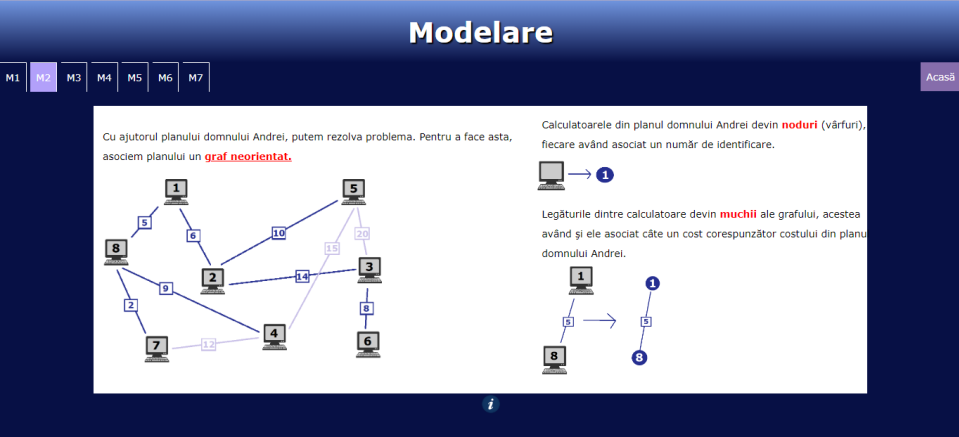 Modelare
M1 M2 M3 M4 M5 M6 M7 Acasă
Cu ajutorul planului domnului Andrei, putem rezolva problema. Pentru a face asta,
asociem planului un graf neorientat.
1
5
5
6
10
20
15
8
2
14
3
9
2
8
4
7
12
6
Calculatoarele din planul domnului Andrei devin noduri (vârfuri),
fiecare având asociat un număr de identificare.
1
Legăturile dintre calculatoare devin muchii ale grafului, acestea
având și ele asociat câte un cost corespunzător costului din planu
domnului Andrei.
1 1
5 5
8 8
i